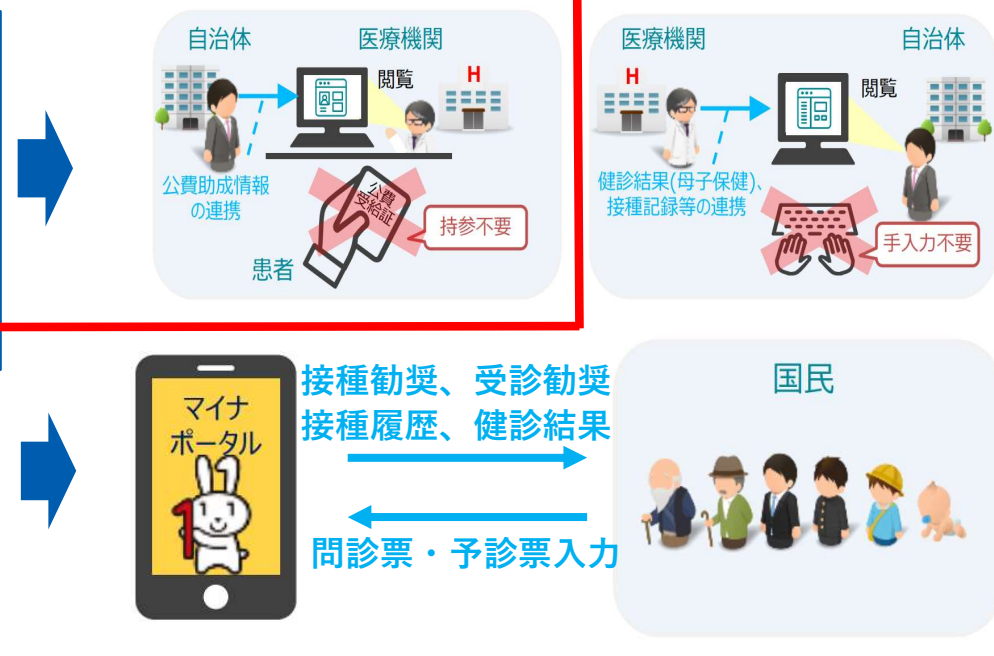 自治体
医療機関
閲覧
H
公費助成情報
の連携
公費
受給証
持参不要
患者
医療機関
自治体
H
閲覧
健診結果(母子保健)、
接種記録等の連携
手入力不要
マイナ
ポータル
1
接種勧奨、受診勧奨
接種履歴、健診結果
問診票・予診票入力
国民